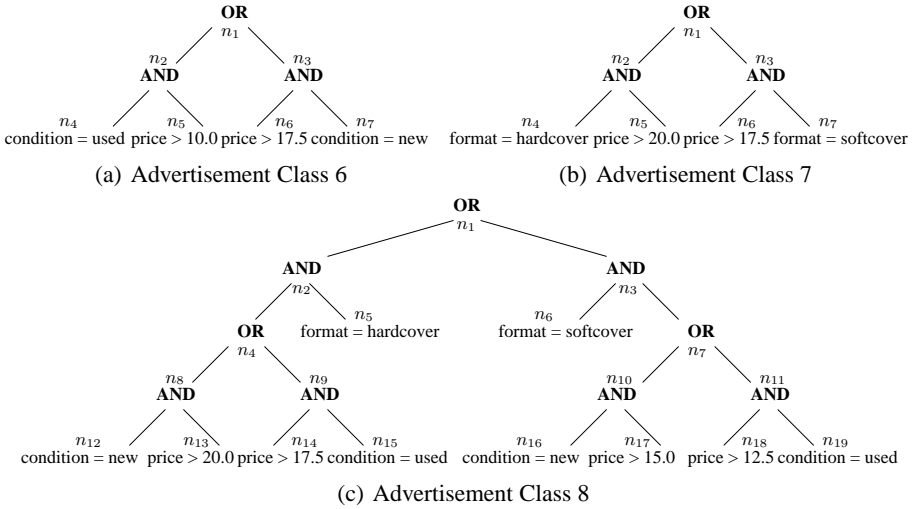 OR OR
n1 n1
n2 n3 n2 n3
AND AND AND AND
n4 n5 n6 n7 n4 n5 n6 n7
condition = used price > 10.0 price > 17.5 condition = new format = hardcover price > 20.0 price > 17.5 format = softcover
(a) Advertisement Class 6 (b) Advertisement Class 7
OR
n1
AND AND
n2 n3
n5 n6
OR format = hardcover format = softcover OR
n4 n7
n8 n9 n10 n11
AND AND AND AND
n12 n13 n14 n15 n16 n17 n18 n19
condition = new price > 20.0 price > 17.5 condition = used condition = new price > 15.0 price > 12.5 condition = used
(c) Advertisement Class 8